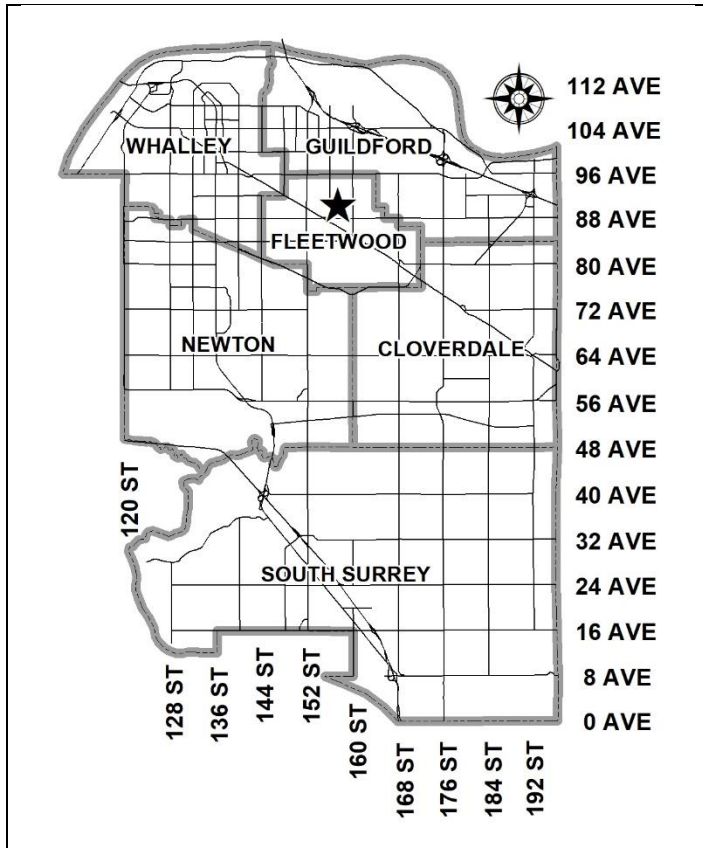 112 AVE
104 AVE
WHALLEY
GUILDFORD
96 AVE
88 AVE
FLEETWOOD
80 AVE
72 AVE
NEWTON
CLOVERDALE
64 AVE
56 AVE
48 AVE
120 ST
40 AVE
32 AVE
SOUTH SURREY
24 AVE
16 AVE
8 AVE
0 AVE
128 ST
136 ST
144 ST
152 ST
160 ST
168 ST
176 ST
184 ST
192 ST